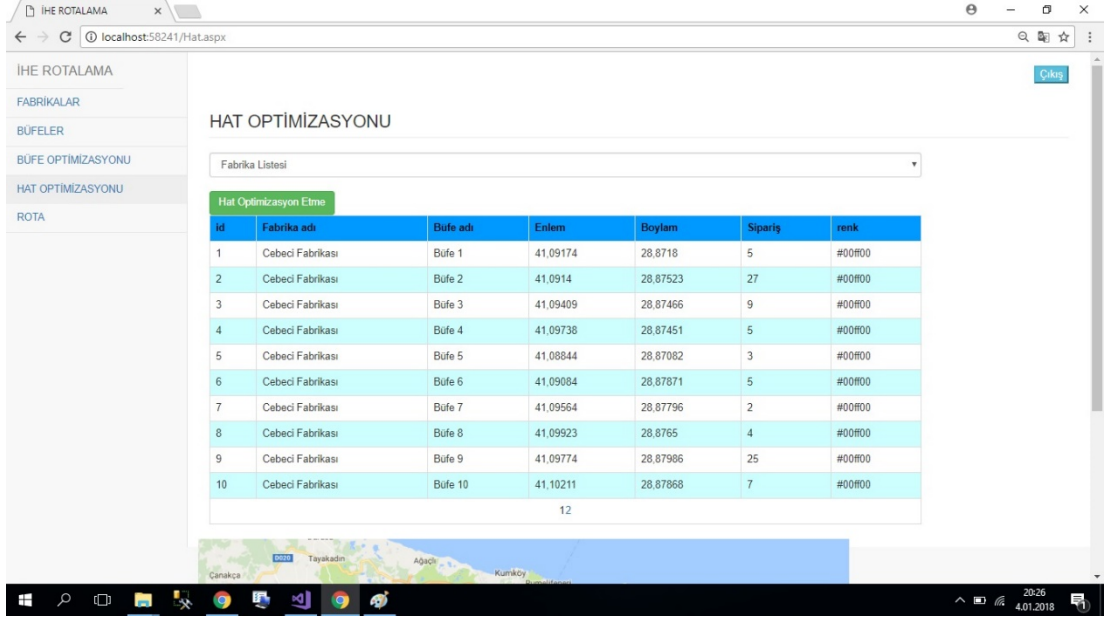 İHE ROTALAMA
localhost:58241/Hat.aspx
İHE ROTALAMA
Çıkış
FABRİKALAR
BÜFELER
BÜFE OPTİMİZASYONU
HAT OPTİMİZASYONU
ROTA
HAT OPTİMİZASYONU
Fabrika Listesi
Hat Optimizasyon Etme
id Fabrika adı Büfe adı Enlem Boylam Sipariş renk
1 Cebeci Fabrikası Büfe 1 41,09174 28,8718 5 #00ff00
2 Cebeci Fabrikası Büfe 2 41,0914 28,87523 27 #00ff00
3 Cebeci Fabrikası Büfe 3 41,09409 28,87466 9 #00ff00
4 Cebeci Fabrikası Büfe 4 41,09738 28,87451 5 #00ff00
5 Cebeci Fabrikası Büfe 5 41,08844 28,87082 3 #00ff00
6 Cebeci Fabrikası Büfe 6 41,09084 28,87871 5 #00ff00
7 Cebeci Fabrikası Büfe 7 41,09564 28,87796 2 #00ff00
8 Cebeci Fabrikası Büfe 8 41,09923 28,8765 4 #00ff00
9 Cebeci Fabrikası Büfe 9 41,09774 28,87986 25 #00ff00
10 Cebeci Fabrikası Büfe 10 41,10211 28,87868 7 #00ff00
12
D020 Tayakadın Ağaçlı
Çanakça Kumköy
20:26
4.01.2018